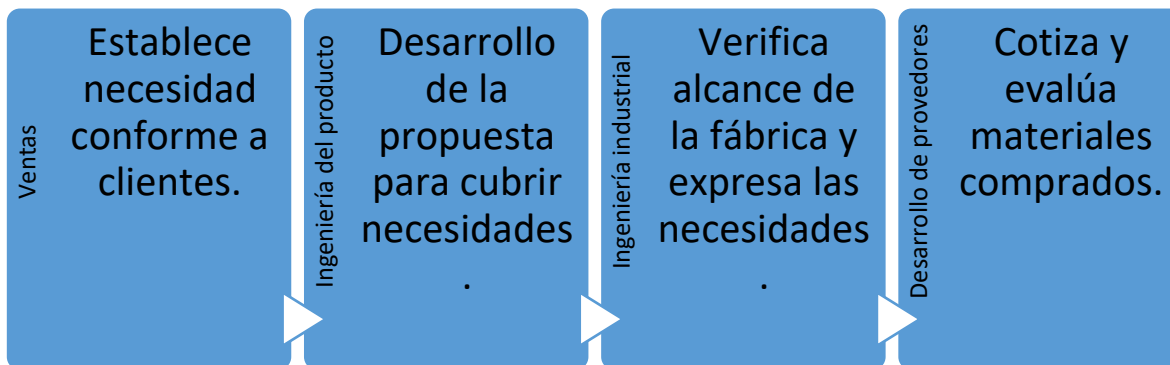 Ventas
Establece
necesidad
conforme a
clientes.
Ingeniería del producto
Desarrollo
de la
propuesta
para cubrir
necesidades
.
Ingeniería industrial
Verifica
alcance de
la fábrica y
expresa las
necesidades
.
Desarrollo de provedores
Cotiza y
evalúa
materiales
comprados.